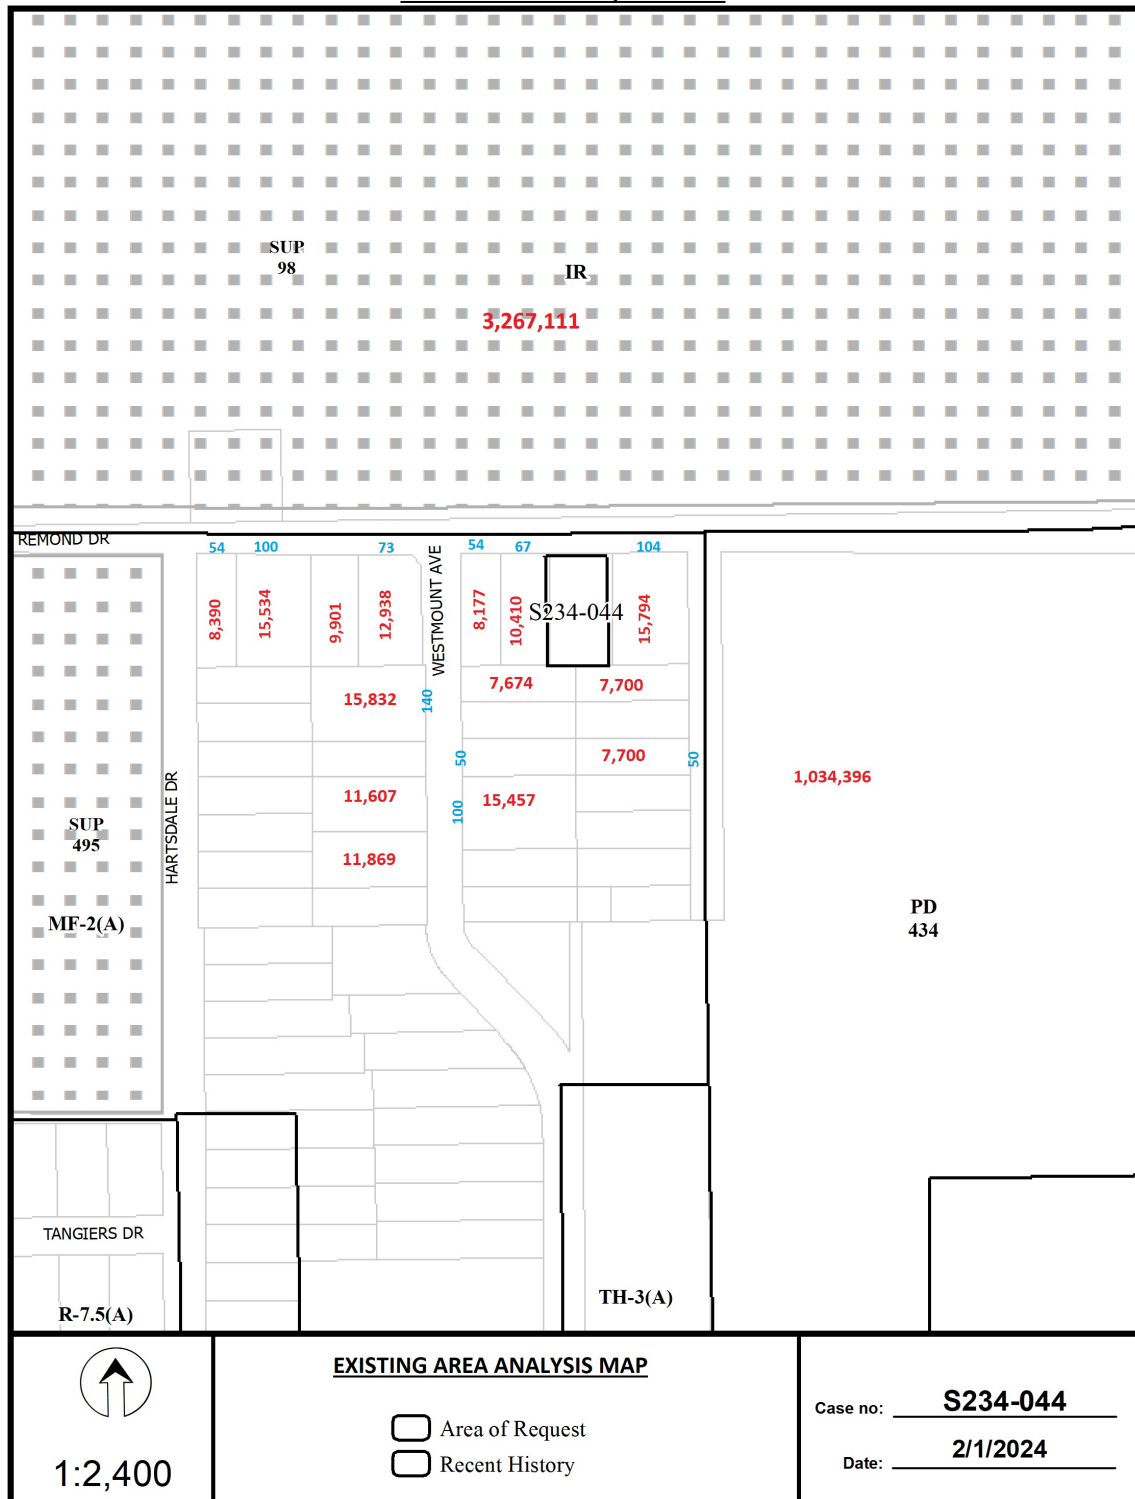 SUP
98
IR
3,267,111
REMOND DR
54
100
73
54
67
104
WESTMOUNT AVE
8,390
15,534
9,901
12,938
8,177
10,410
S234-044
15,794
15,832
140
7,674
7,700
50
7,700
50
1,034,396
11,607
100
15,457
HARTSDALE DR
SUP
495
11,869
MF-2(A)
PD
434
TANGIERS DR
R-7.5(A)
TH-3(A)
1:2,400
EXISTING AREA ANALYSIS MAP
Area of Request
Recent History
Case no: S234-044
Date: 2/1/2024